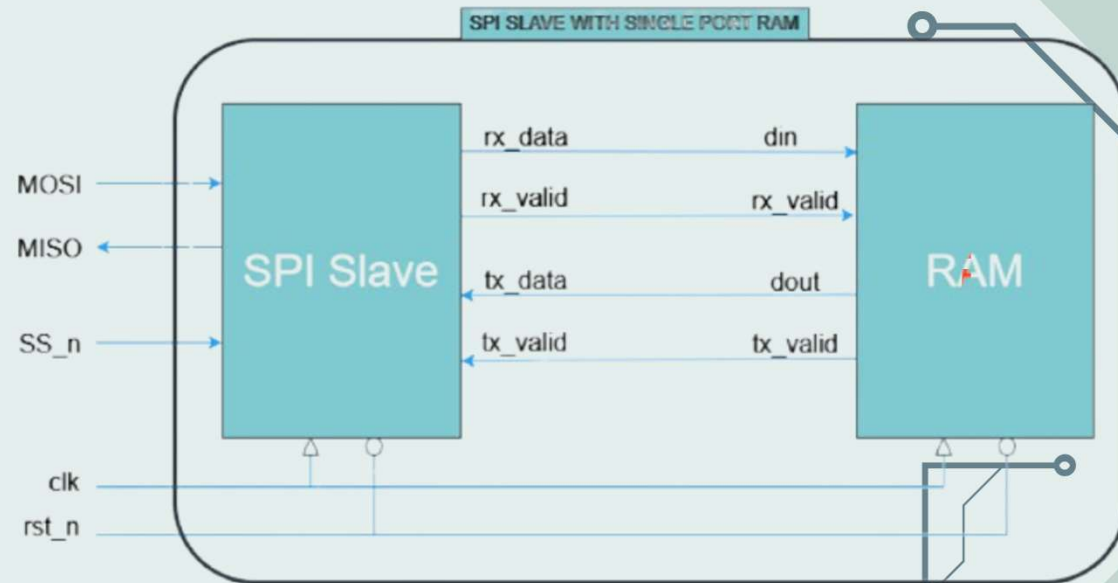 SPI SLAVE WITH SINGLE PORT RAM
rx_data din
MOSI
rx_valid rx_valid
MISO
SPI Slave RAM
tx_data dout
SS_n
tx_valid tx_valid
clk
rst_n